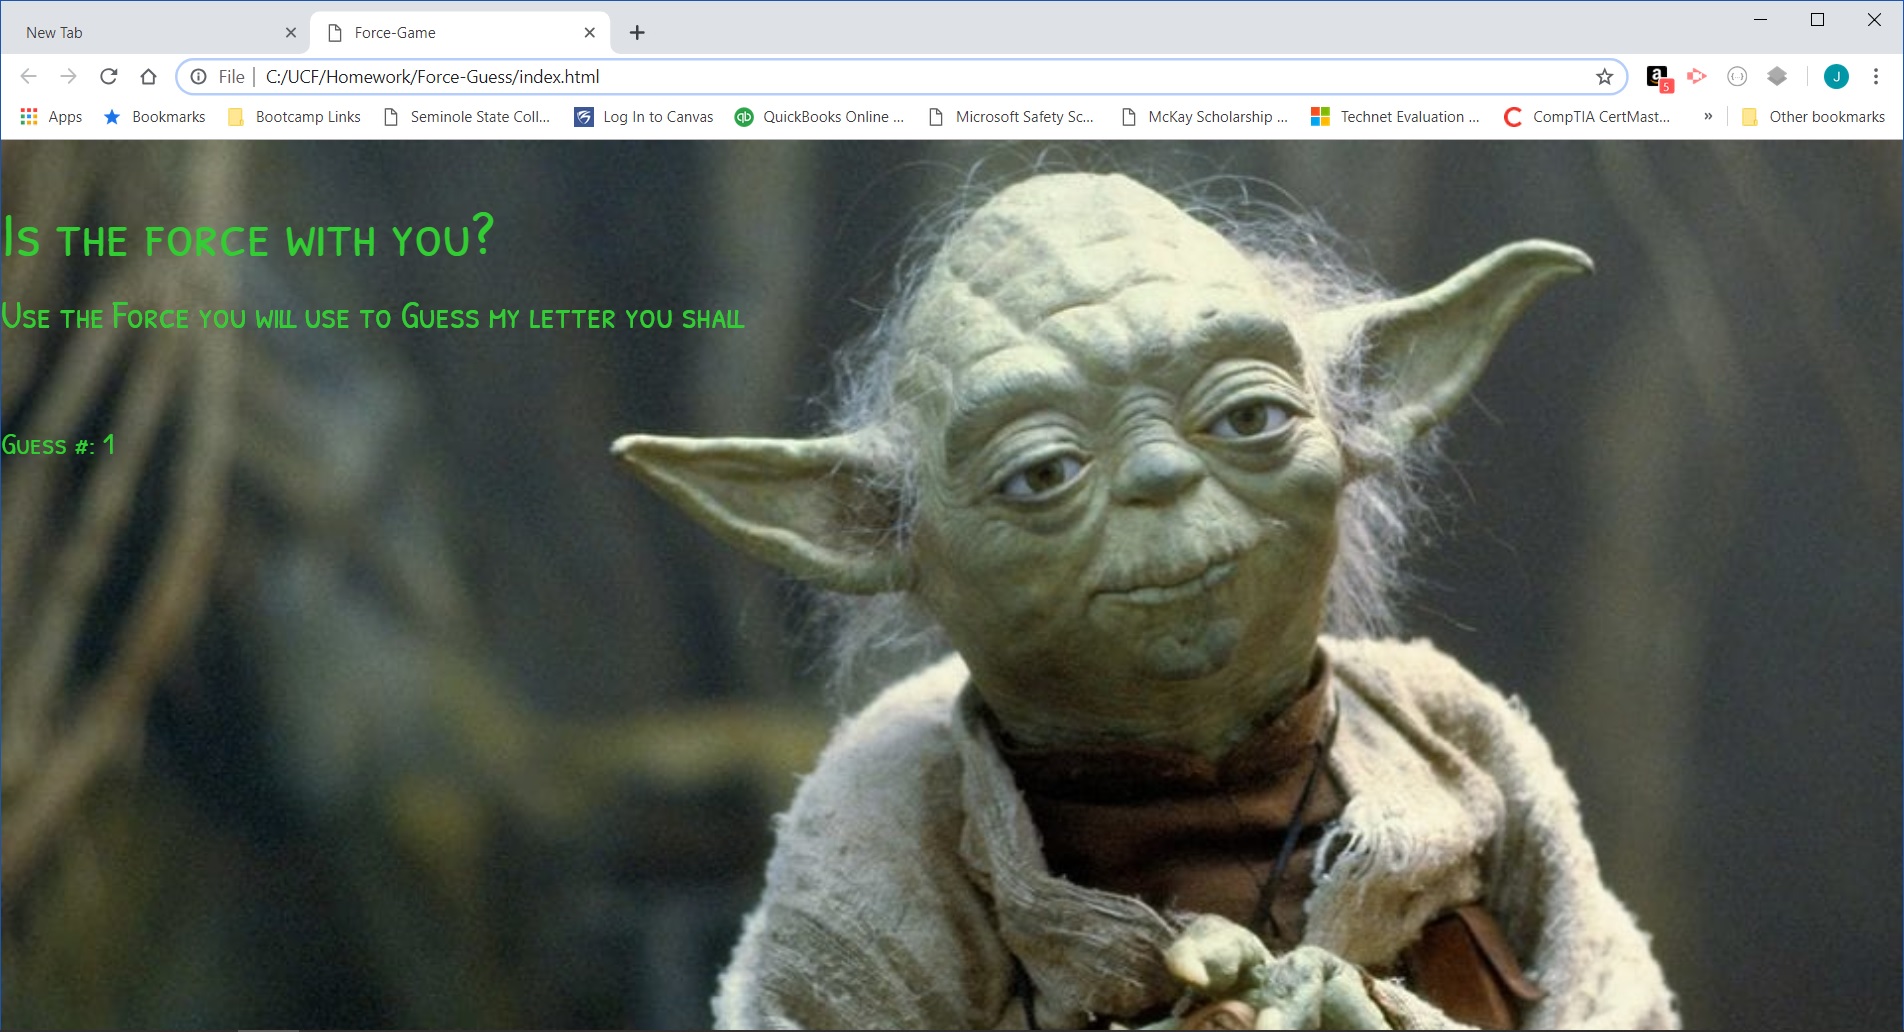 New Tab
Force-Game
File | C:/UCF/Homework/Force-Guess/index.html
a 5 J
Apps Bookmarks Bootcamp Links Seminole State Coll... Log In to Canvas qb QuickBooks Online ... Microsoft Safety Sc... McKay Scholarship ... Technet Evaluation ... CompTIA CertMast... » Other bookmarks
Is the force with you?
Use the Force you will use to Guess my letter you shall
Guess #: 1